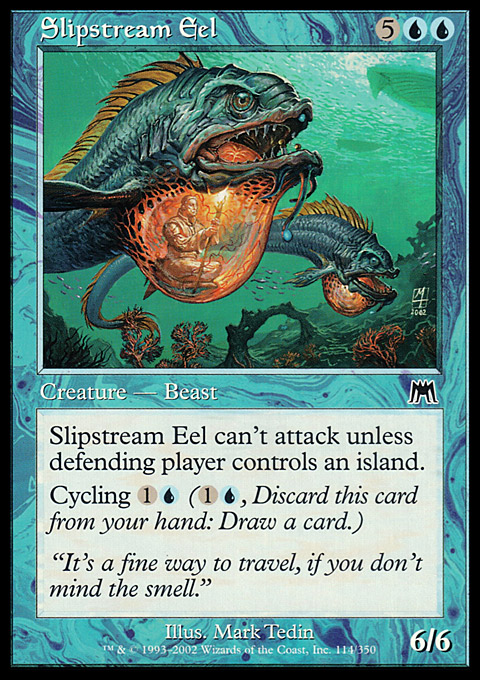 Slipstream Eel 5
MT
2002
Creature — Beast
Slipstream Eel can't attack unless
defending player controls an island.
Cycling 1 (1, Discard this card
from your hand: Draw a card.)
"It's a fine way to travel, if you don't
mind the smell."
Illus. Mark Tedin
™ & © 1993–2002 Wizards of the Coast, Inc. 114/350
6/6